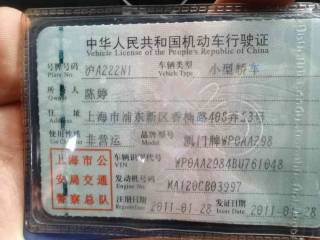 中华人民共和国机动车行驶证
Vehicle License of the People's Republic of China
号牌号码 沪A222N1 车辆类型 小型轿车
Plate No. Vehicle Type
所有人 陈婷
Owner
住址 上海市浦东新区香楠路408弄53号
Address
使用性质 非营运 品牌型号 凯门牌WP0AA298
Use Character Model
上海市公安局交通警察总队
车辆识别代号 WP0AA2984BU761048
VIN
发动机号码 MA120CB03997
Engine No.
注册日期 2011-01-28 发证日期 2011-01-28
Register Date Issue Date